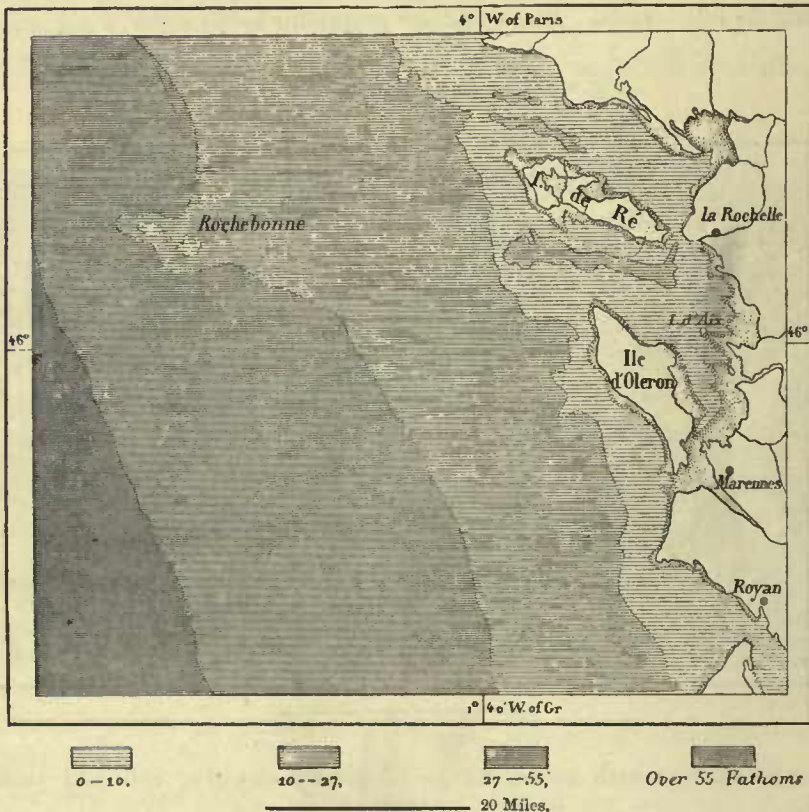 4° W of Paris
La Rochelle
I. de Ré
Rochebonne
I. d'Aix
46° 46°
Ile
d'Oleron
Marennes
Royan
1° 40' W. of Gr
0—10. 10--27. 27—55. Over 55 Fathoms
20 Miles.